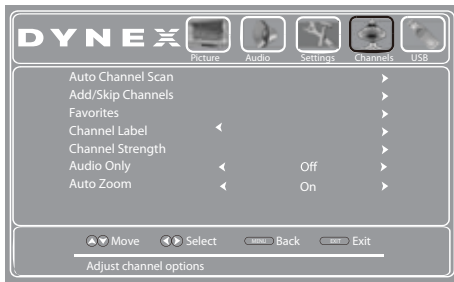 DYNEX
Picture Audio Settings Channels USB
Auto Channel Scan
Add/Skip Channels
Favorites
Channel Label
Channel Strength
Audio Only Off
Auto Zoom On
Move Select MENU Back EXIT Exit
Adjust channel options